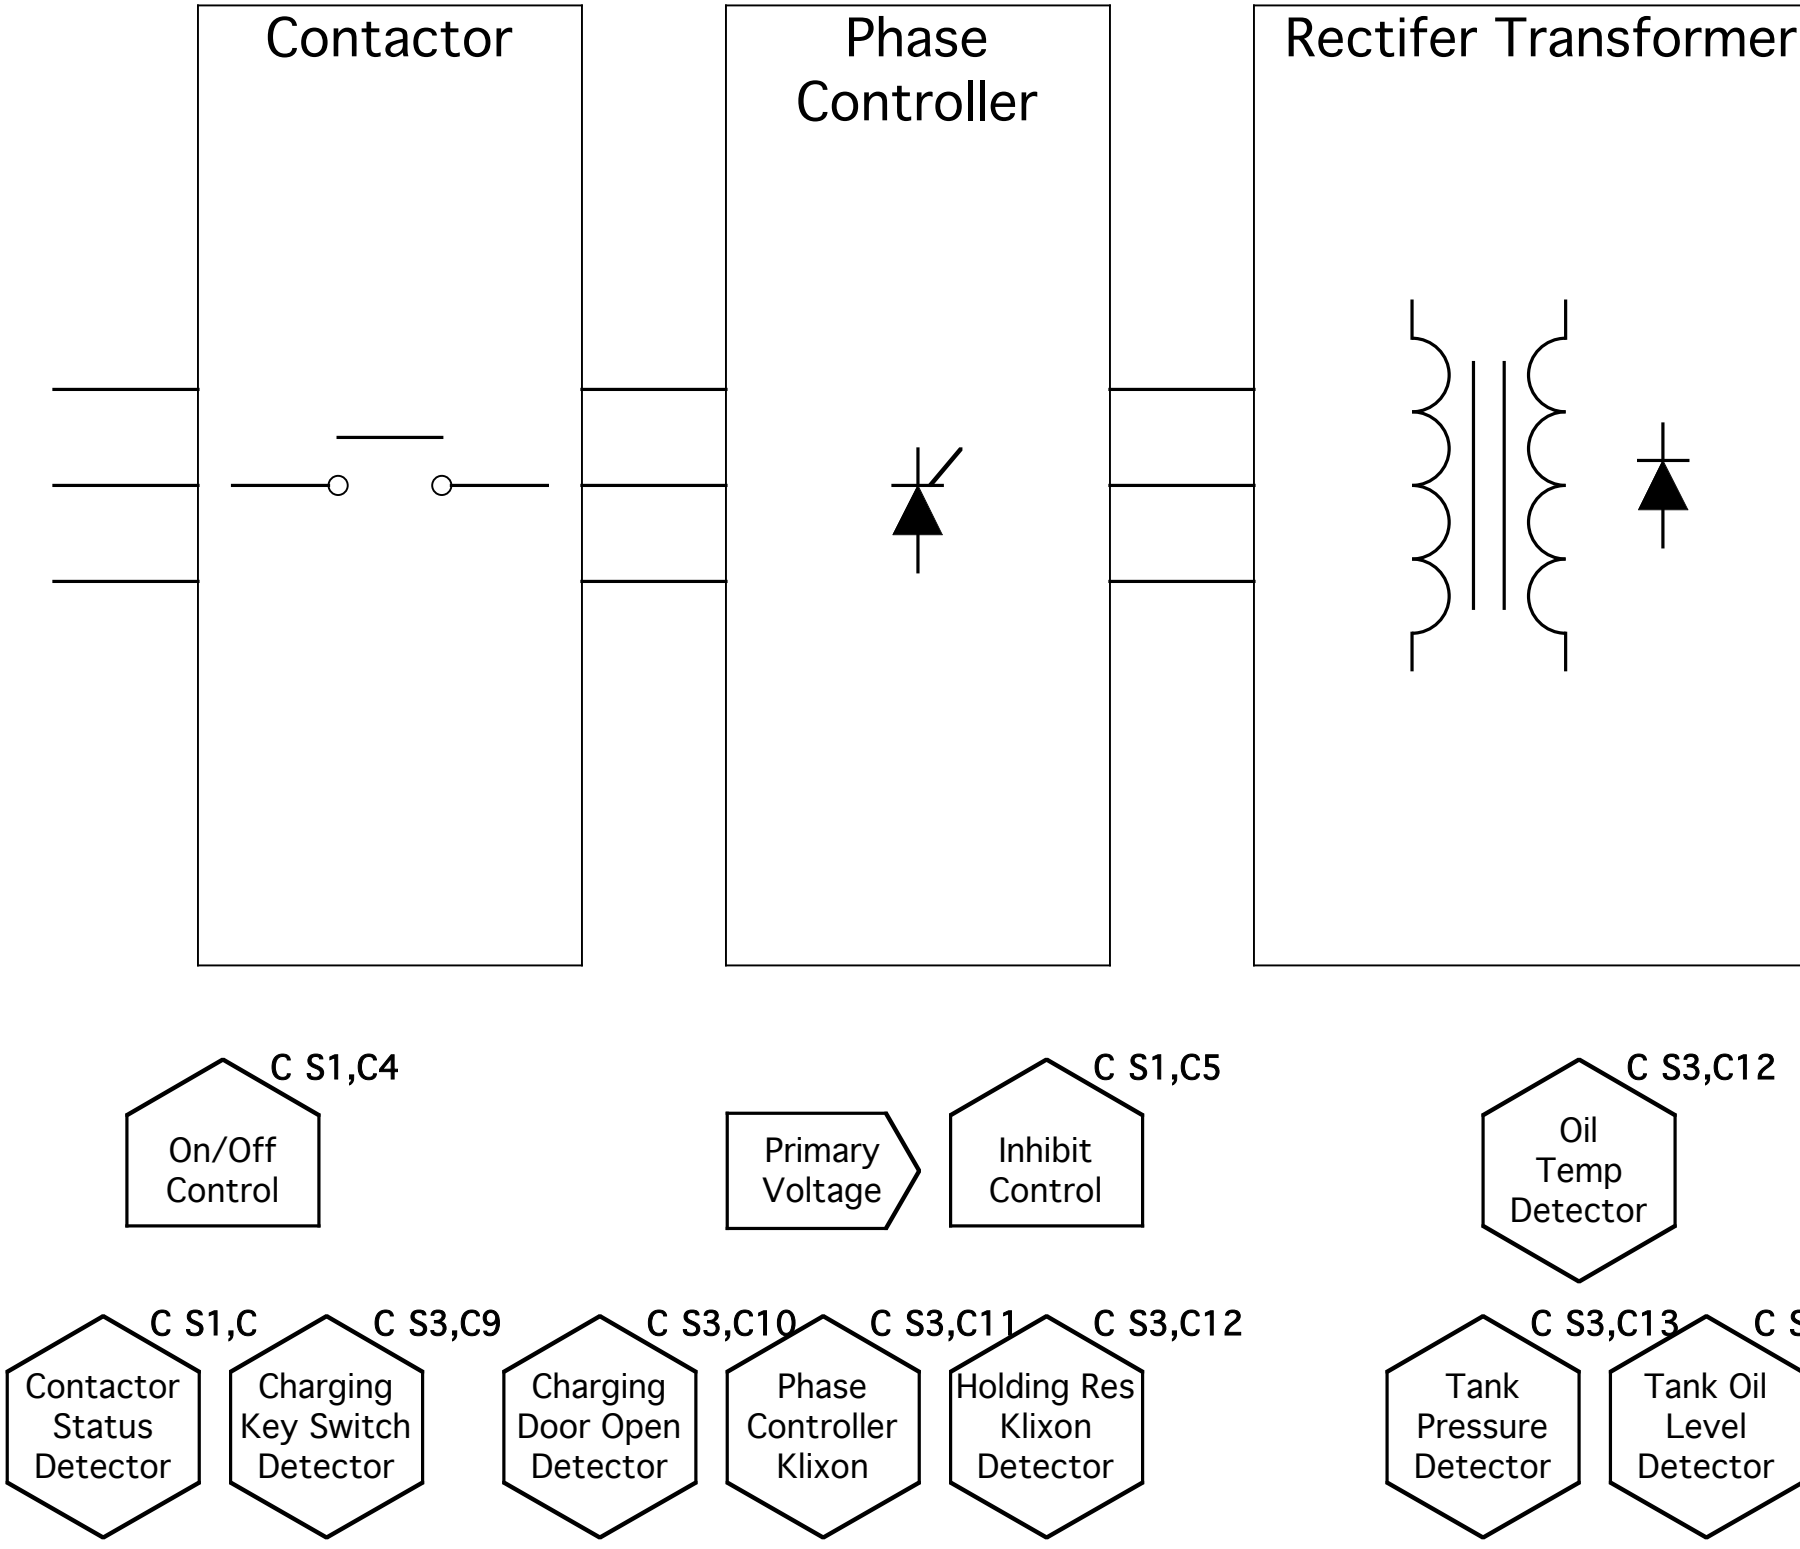 Contactor
Phase
Controller
Rectifer Transformer
C S1,C4
On/Off
Control
Primary
Voltage
C S1,C5
Inhibit
Control
C S3,C12
Oil
Temp
Detector
C S1,C
Contactor
Status
Detector
C S3,C9
Charging
Key Switch
Detector
C S3,C10
Charging
Door Open
Detector
C S3,C11
Phase
Controller
Klixon
C S3,C12
Holding Res
Klixon
Detector
C S3,C13
Tank
Pressure
Detector
C S
Tank Oil
Level
Detector